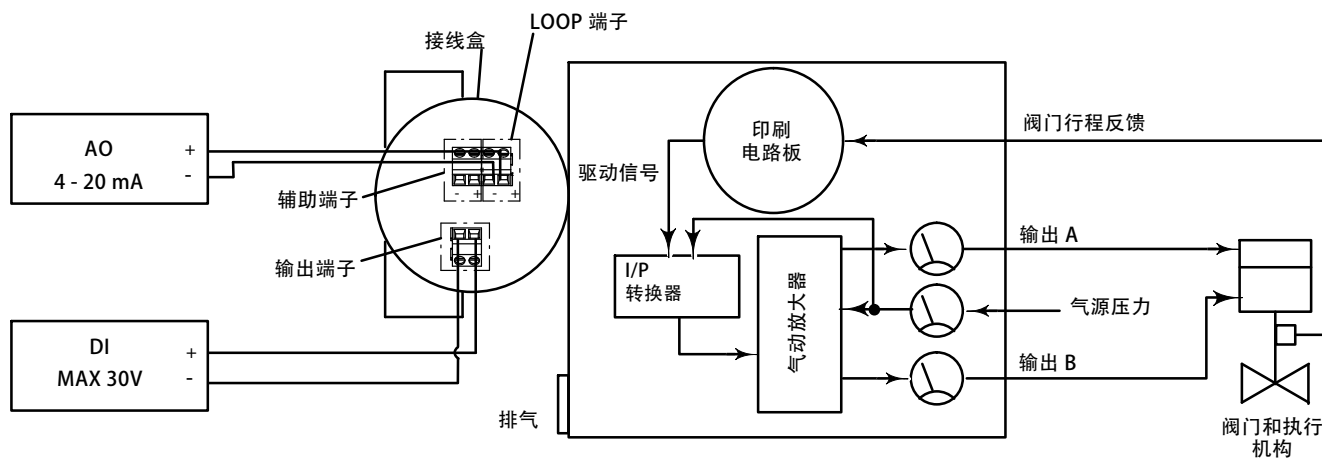 LOOP 端子
接线盒
AO
4 - 20 mA
+
-
辅助端子
- + - +
输出端子
DI
MAX 30V
+
-
排气
印刷
电路板
驱动信号
阀门行程反馈
I/P
转换器
气动放大器
输出 A
气源压力
输出 B
阀门和执行
机构